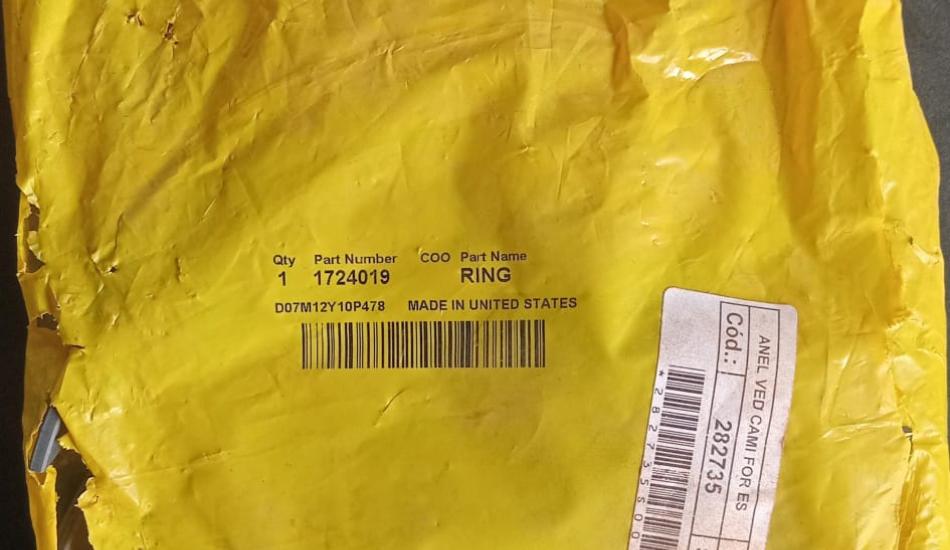 Qty Part Number COO Part Name
1 1724019 RING
D07M12Y10P478 MADE IN UNITED STATES
ANEL VED CAMI FOR ES
Cód.: 282735
*28273550